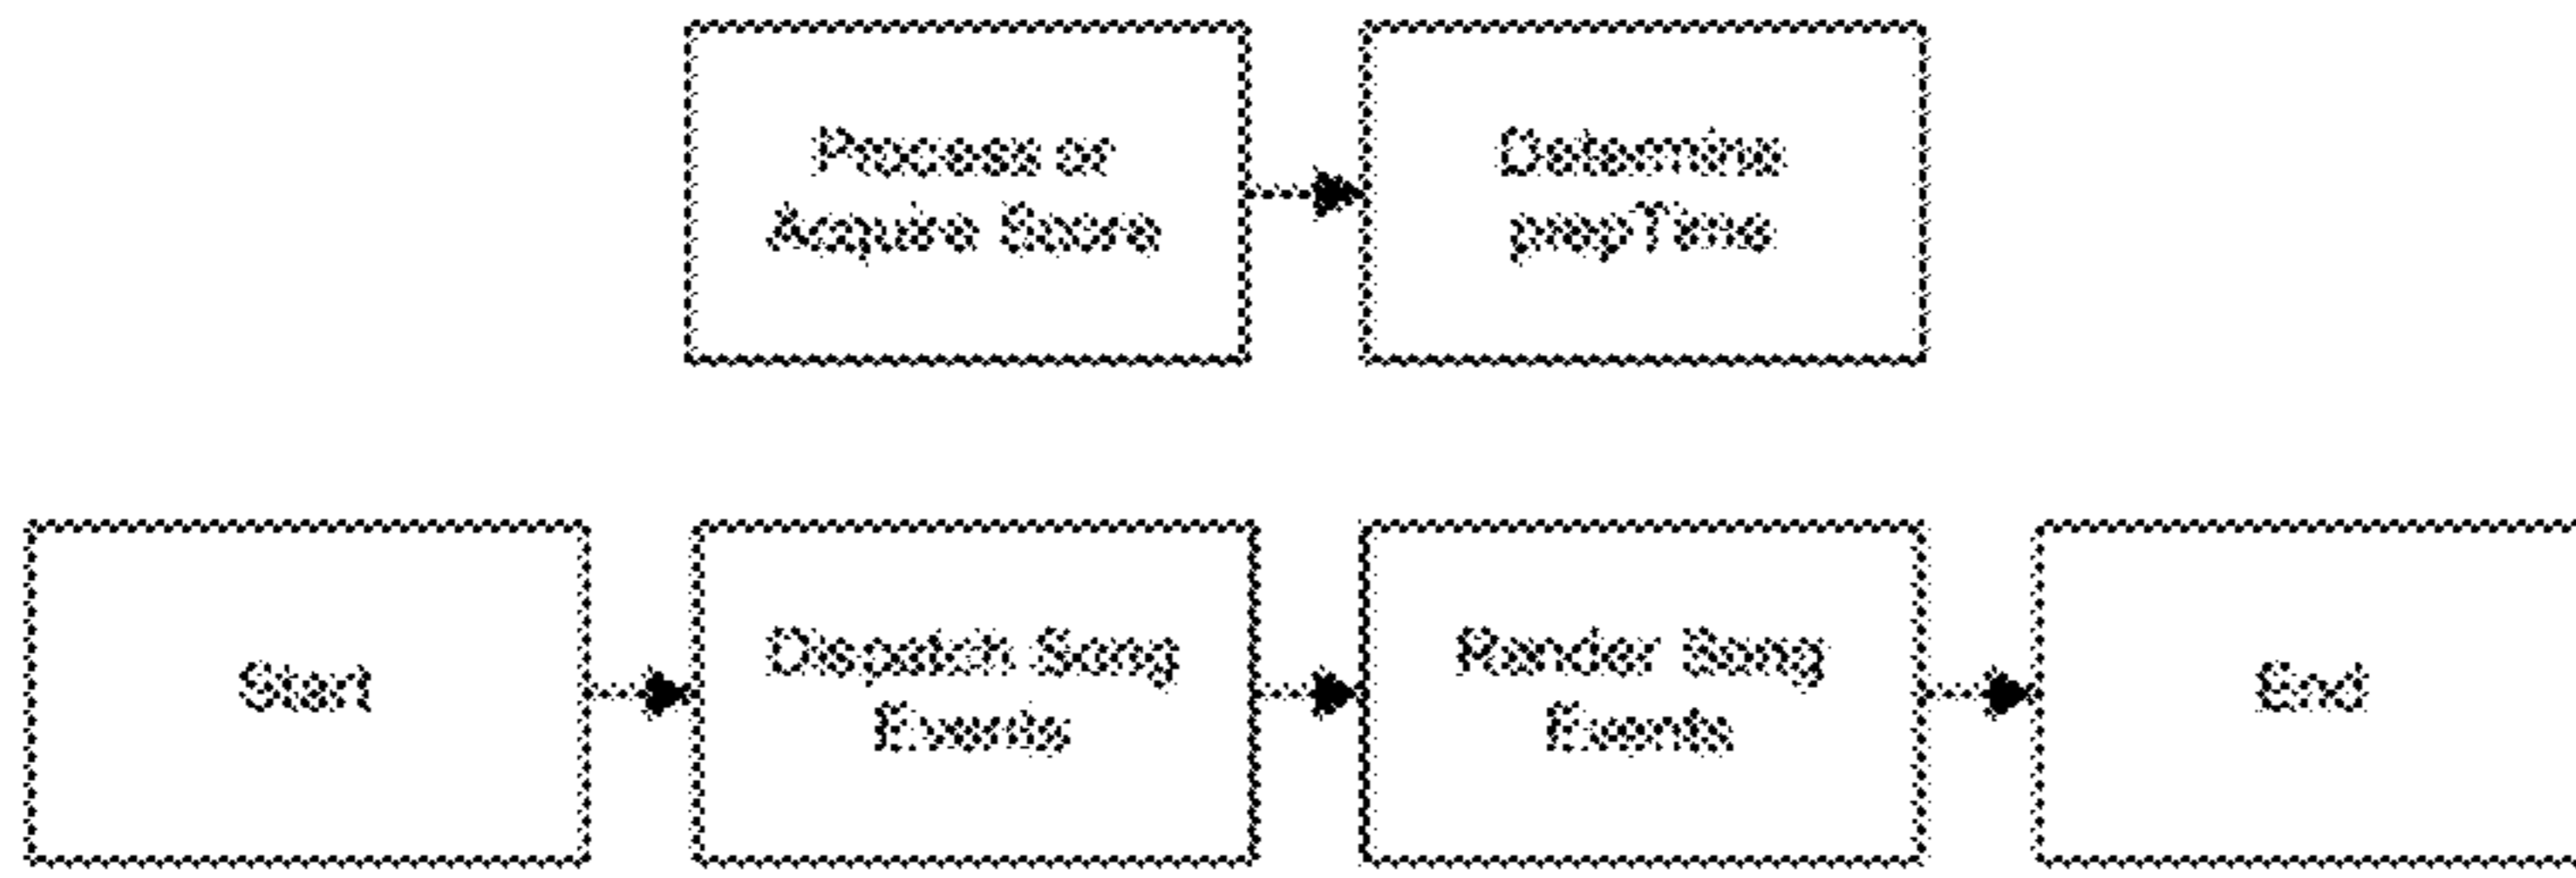 Process or
Acquire Score
Determine
prepTime
Start
Dispatch Song
Events
Render Song
Events
End